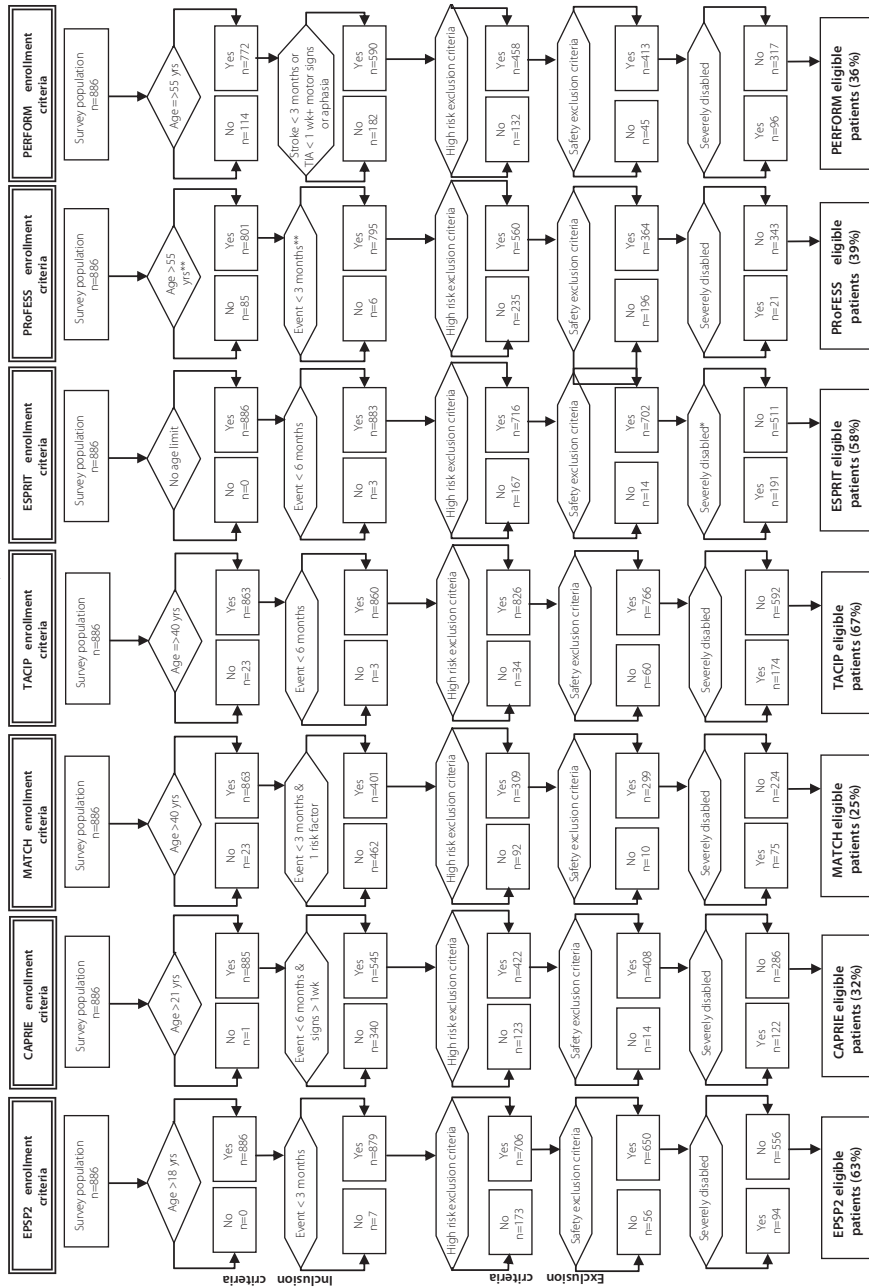 Inclusion criteria
Exclusion criteria
EPSP2 enrollment
criteria
Survey population
n=886
Age >18 yrs
No
n=0
Yes
n=886
Event < 3 months
No
n=7
Yes
n=879
High risk exclusion criteria
No
n=173
Yes
n=706
Safety exclusion criteria
No
n=56
Yes
n=650
Severely disabled
Yes
n=94
No
n=556
EPSP2 eligible
patients (63%)
CAPRIE enrollment
criteria
Survey population
n=886
Age >21 yrs
No
n=1
Yes
n=885
Event < 6 months &
signs > 1wk
No
n=340
Yes
n=545
High risk exclusion criteria
No
n=123
Yes
n=422
Safety exclusion criteria
No
n=14
Yes
n=408
Severely disabled
Yes
n=122
No
n=286
CAPRIE eligible
patients (32%)
MATCH enrollment
criteria
Survey population
n=886
Age >40 yrs
No
n=23
Yes
n=863
Event < 3 months &
1 risk factor
No
n=462
Yes
n=401
High risk exclusion criteria
No
n=92
Yes
n=309
Safety exclusion criteria
No
n=10
Yes
n=299
Severely disabled
Yes
n=75
No
n=224
MATCH eligible
patients (25%)
TACIP enrollment
criteria
Survey population
n=886
Age =>40 yrs
No
n=23
Yes
n=863
Event < 6 months
No
n=3
Yes
n=860
High risk exclusion criteria
No
n=34
Yes
n=826
Safety exclusion criteria
No
n=60
Yes
n=766
Severely disabled
Yes
n=174
No
n=592
TACIP eligible
patients (67%)
ESPRIT enrollment
criteria
Survey population
n=886
No age limit
No
n=0
Yes
n=886
Event < 6 months
No
n=3
Yes
n=883
High risk exclusion criteria
No
n=167
Yes
n=716
Safety exclusion criteria
No
n=14
Yes
n=702
Severely disabled*
Yes
n=191
No
n=511
ESPRIT eligible
patients (58%)
PRoFESS enrollment
criteria
Survey population
n=886
Age >55
yrs**
No
n=85
Yes
n=801
Event < 3 months**
No
n=6
Yes
n=795
High risk exclusion criteria
No
n=235
Yes
n=560
Safety exclusion criteria
No
n=196
Yes
n=364
Severely disabled
Yes
n=21
No
n=343
PRoFESS eligible
patients (39%)
PERFORM enrollment
criteria
Survey population
n=886
Age =>55 yrs
No
n=114
Yes
n=772
Stroke < 3 months or
TIA < 1 wk+ motor signs
or aphasia
No
n=182
Yes
n=590
High risk exclusion criteria
No
n=132
Yes
n=458
Safety exclusion criteria
No
n=45
Yes
n=413
Severely disabled
Yes
n=96
No
n=317
PERFORM eligible
patients (36%)